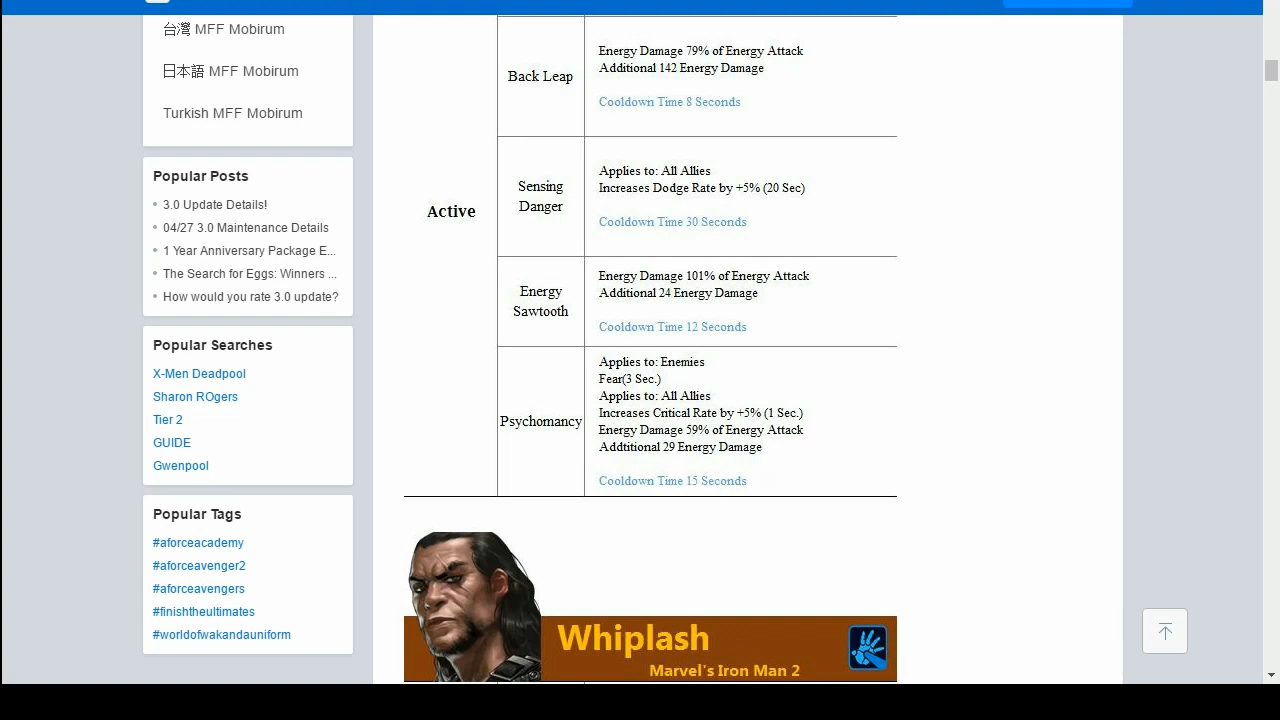 台灣 MFF Mobirum
日本語 MFF Mobirum
Turkish MFF Mobirum
Popular Posts
3.0 Update Details!
04/27 3.0 Maintenance Details
1 Year Anniversary Package E...
The Search for Eggs: Winners ...
How would you rate 3.0 update?
Popular Searches
X-Men Deadpool
Sharon ROgers
Tier 2
GUIDE
Gwenpool
Popular Tags
#aforceacademy
#aforceavenger2
#aforceavengers
#finishtheultimates
#worldofwakandauniform
Active
Back Leap
Energy Damage 79% of Energy Attack
Additional 142 Energy Damage
Cooldown Time 8 Seconds
Sensing
Danger
Applies to: All Allies
Increases Dodge Rate by +5% (20 Sec)
Cooldown Time 30 Seconds
Energy
Sawtooth
Energy Damage 101% of Energy Attack
Additional 24 Energy Damage
Cooldown Time 12 Seconds
Psychomancy
Applies to: Enemies
Fear(3 Sec.)
Applies to: All Allies
Increases Critical Rate by +5% (1 Sec.)
Energy Damage 59% of Energy Attack
Addtitional 29 Energy Damage
Cooldown Time 15 Seconds
Whiplash
Marvel's Iron Man 2